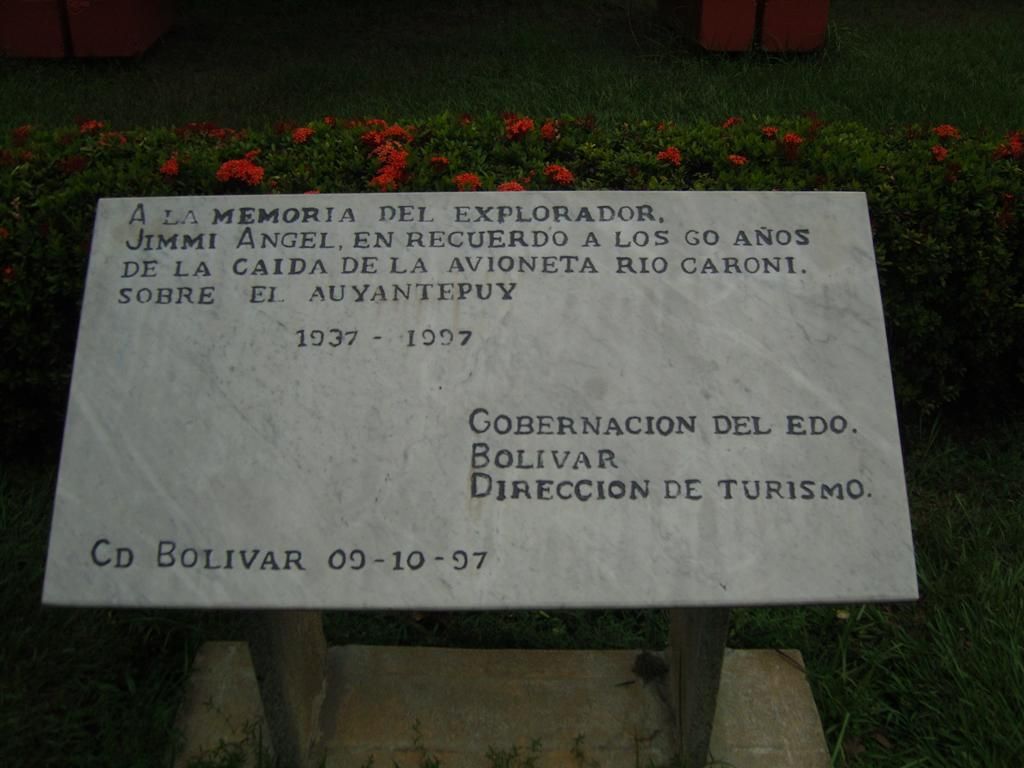 A LA MEMORIA DEL EXPLORADOR,
JIMMI ANGEL, EN RECUERDO A LOS 60 AÑOS
DE LA CAIDA DE LA AVIONETA RIO CARONI.
SOBRE EL AUYANTEPUY
1937 - 1997
GOBERNACION DEL EDO.
BOLIVAR
DIRECCION DE TURISMO.
CD BOLIVAR 09-10-97